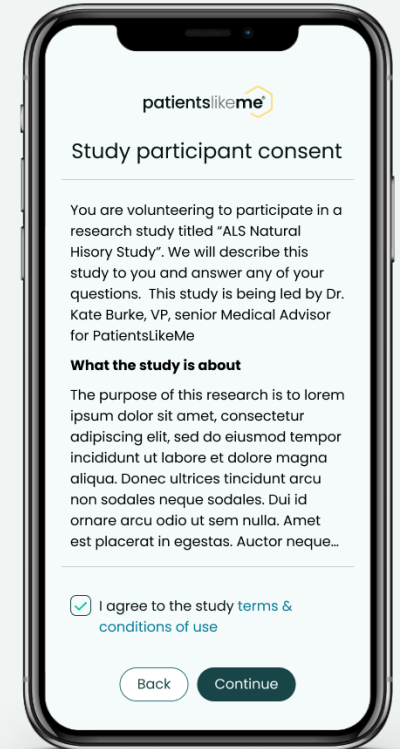 patientslikeme®
Study participant consent
You are volunteering to participate in a
research study titled “ALS Natural
Hisory Study”. We will describe this
study to you and answer any of your
questions. This study is being led by Dr.
Kate Burke, VP, senior Medical Advisor
for PatientsLikeMe
What the study is about
The purpose of this research is to lorem
ipsum dolor sit amet, consectetur
adipiscing elit, sed do eiusmod tempor
incididunt ut labore et dolore magna
aliqua. Donec ultrices tincidunt arcu
non sodales neque sodales. Dui id
ornare arcu odio ut sem nulla. Amet
est placerat in egestas. Auctor neque...
I agree to the study terms &
conditions of use
Back Continue